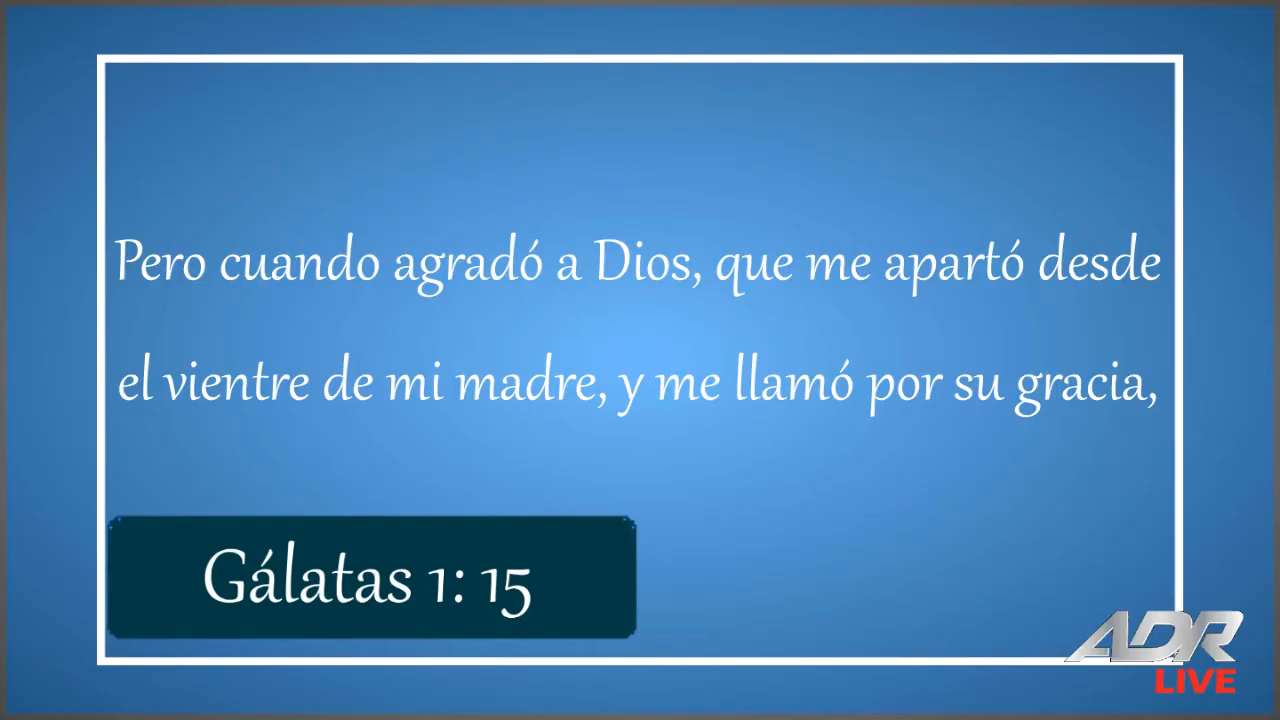 Pero cuando agradó a Dios, que me apartó desde
el vientre de mi madre, y me llamó por su gracia,
Gálatas 1: 15
ADR
LIVE